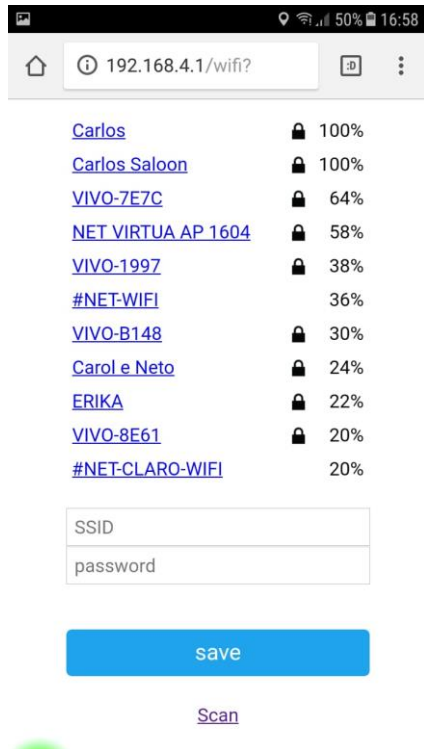 50% 16:58
192.168.4.1/wifi?
:D
Carlos 100%
Carlos Saloon 100%
VIVO-7E7C 64%
NET VIRTUA AP 1604 58%
VIVO-1997 38%
#NET-WIFI 36%
VIVO-B148 30%
Carol e Neto 24%
ERIKA 22%
VIVO-8E61 20%
#NET-CLARO-WIFI 20%
SSID
password
save
Scan